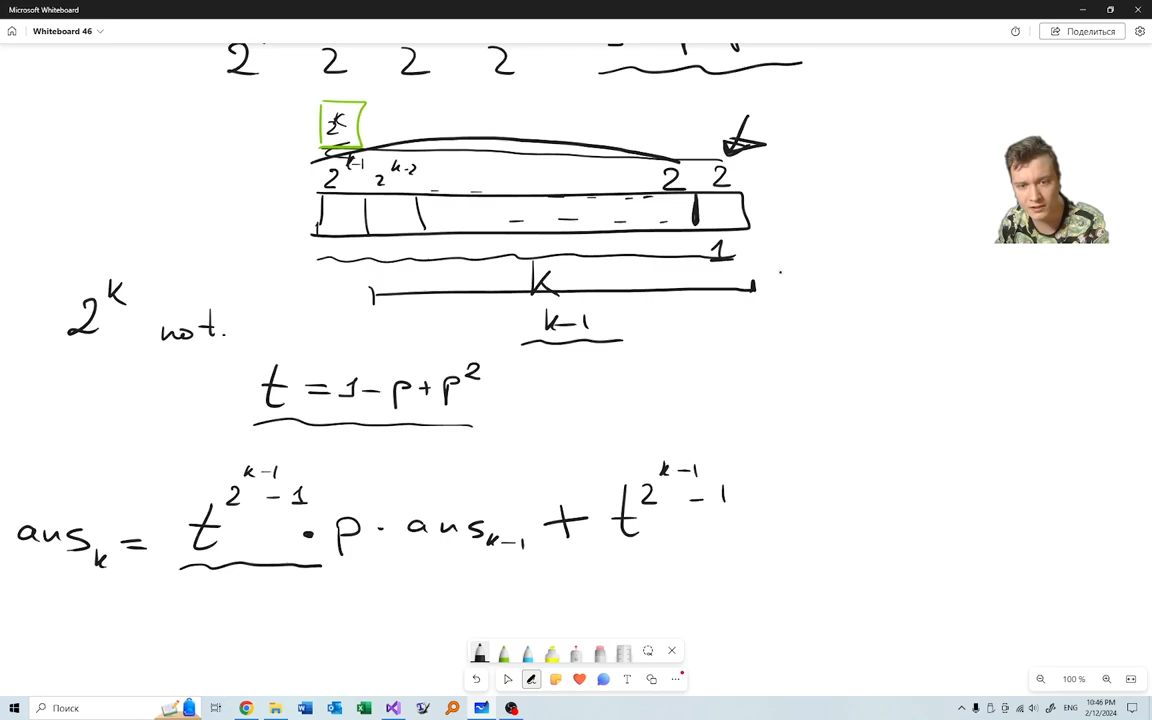 Microsoft Whiteboard
Whiteboard 46
Поделиться
2 2 2 2
2^k
2^k-1 2^k-2 2 2
1
k
k-1
2^k not.
t = 1 - p + p^2
ans_k = t^2^k-1 - 1 · p · ans_k-1 + t^2^k-1 - 1
100 %
Поиск
ENG
10:46 PM
2/12/2024